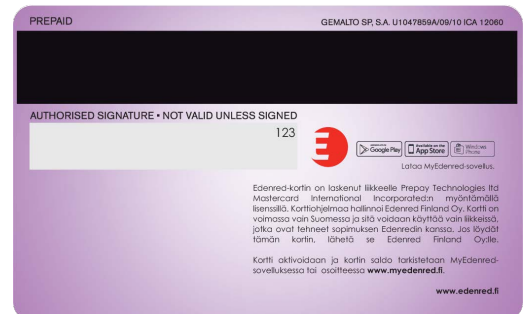 PREPAID
GEMALTO SP, S.A. U1047859A/09/10 ICA 12060
AUTHORISED SIGNATURE • NOT VALID UNLESS SIGNED
123
Google Play
Available on the
App Store
Windows
Phone
Lataa MyEdenred-sovellus.
Edenred-kortin on laskenut liikkeelle Prepay Technologies ltd
Mastercard International Incorporated:n myöntämällä
lisenssillä. Korttiohjelmaa hallinnoi Edenred Finland Oy. Kortti on
voimassa vain Suomessa ja sitä voidaan käyttää vain liikkeissä,
jotka ovat tehneet sopimuksen Edenredin kanssa. Jos löydät
tämän kortin, lähetä se Edenred Finland Oy:lle.
Kortti aktivoidaan ja kortin saldo tarkistetaan MyEdenred-
sovelluksessa tai osoitteessa www.myedenred.fi.
www.edenred.fi